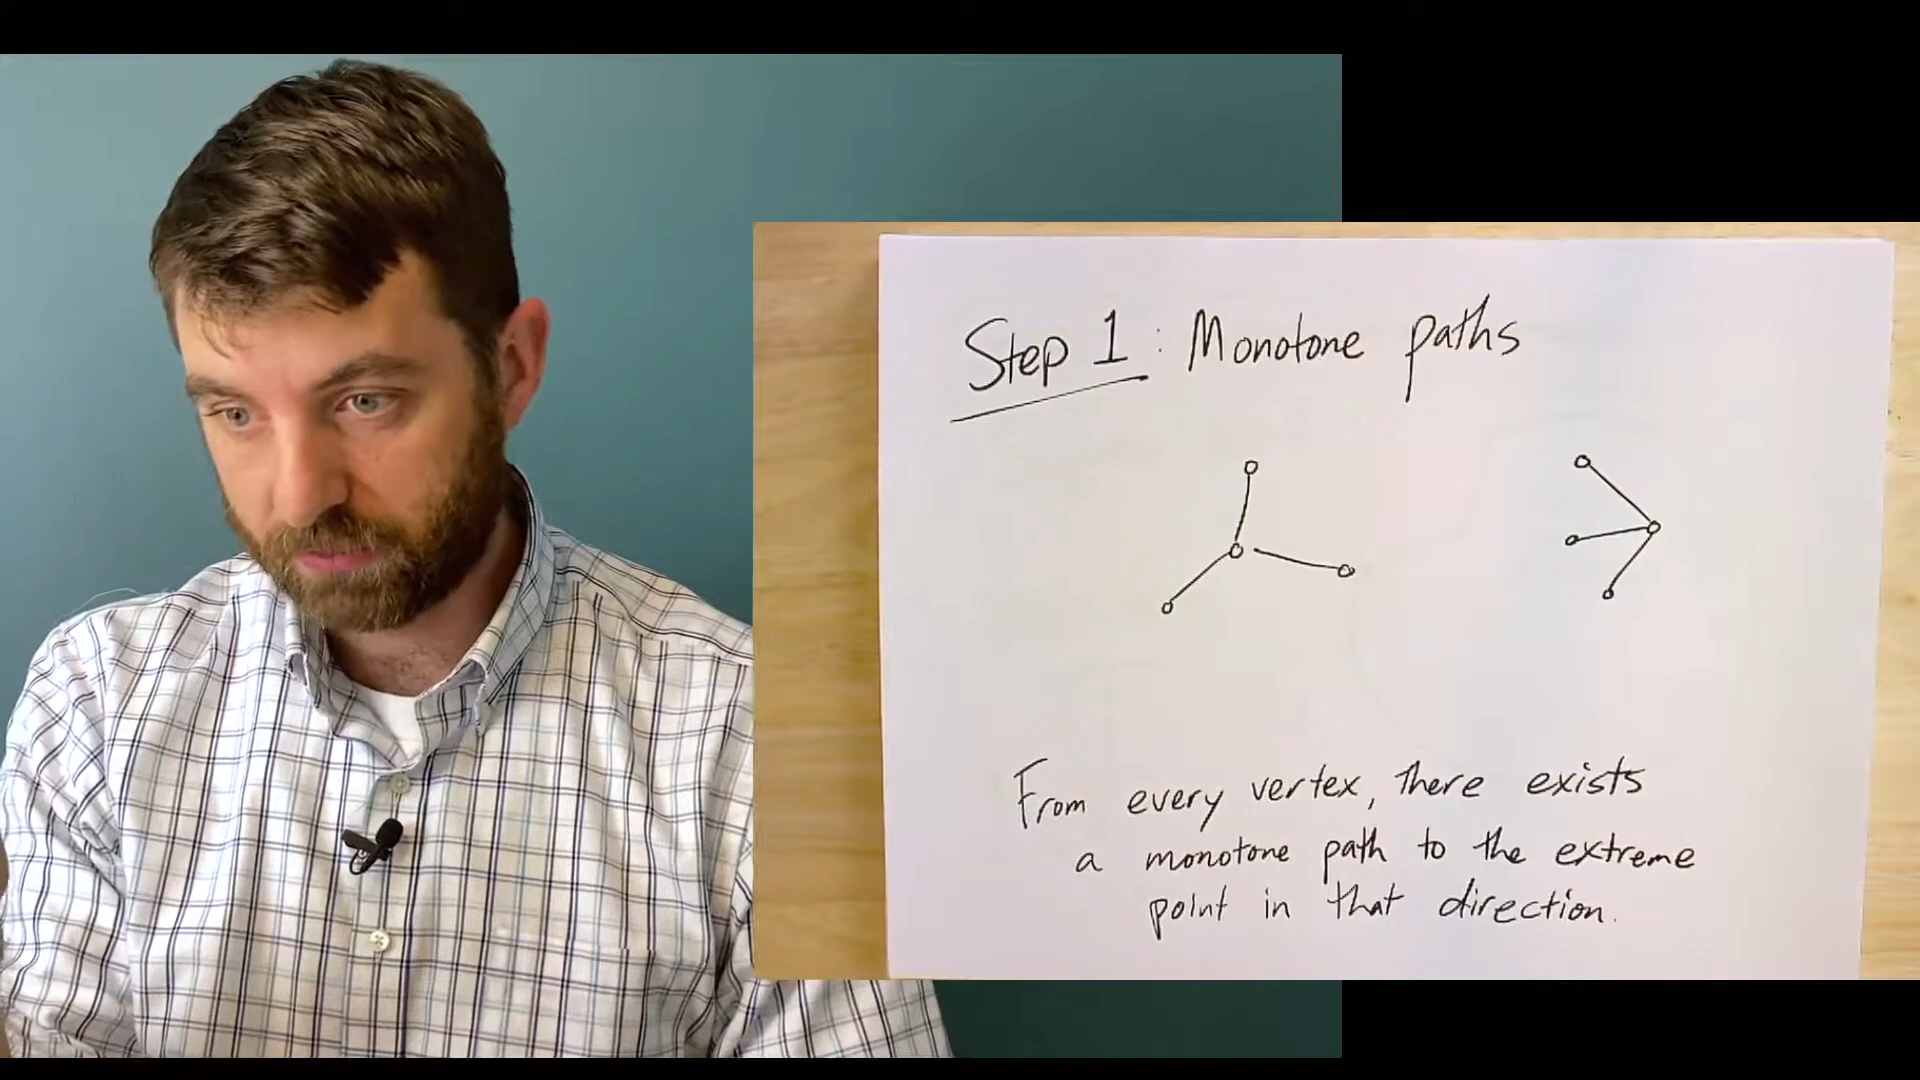 Step 1: Monotone paths
From every vertex, there exists
a monotone path to the extreme
point in that direction.